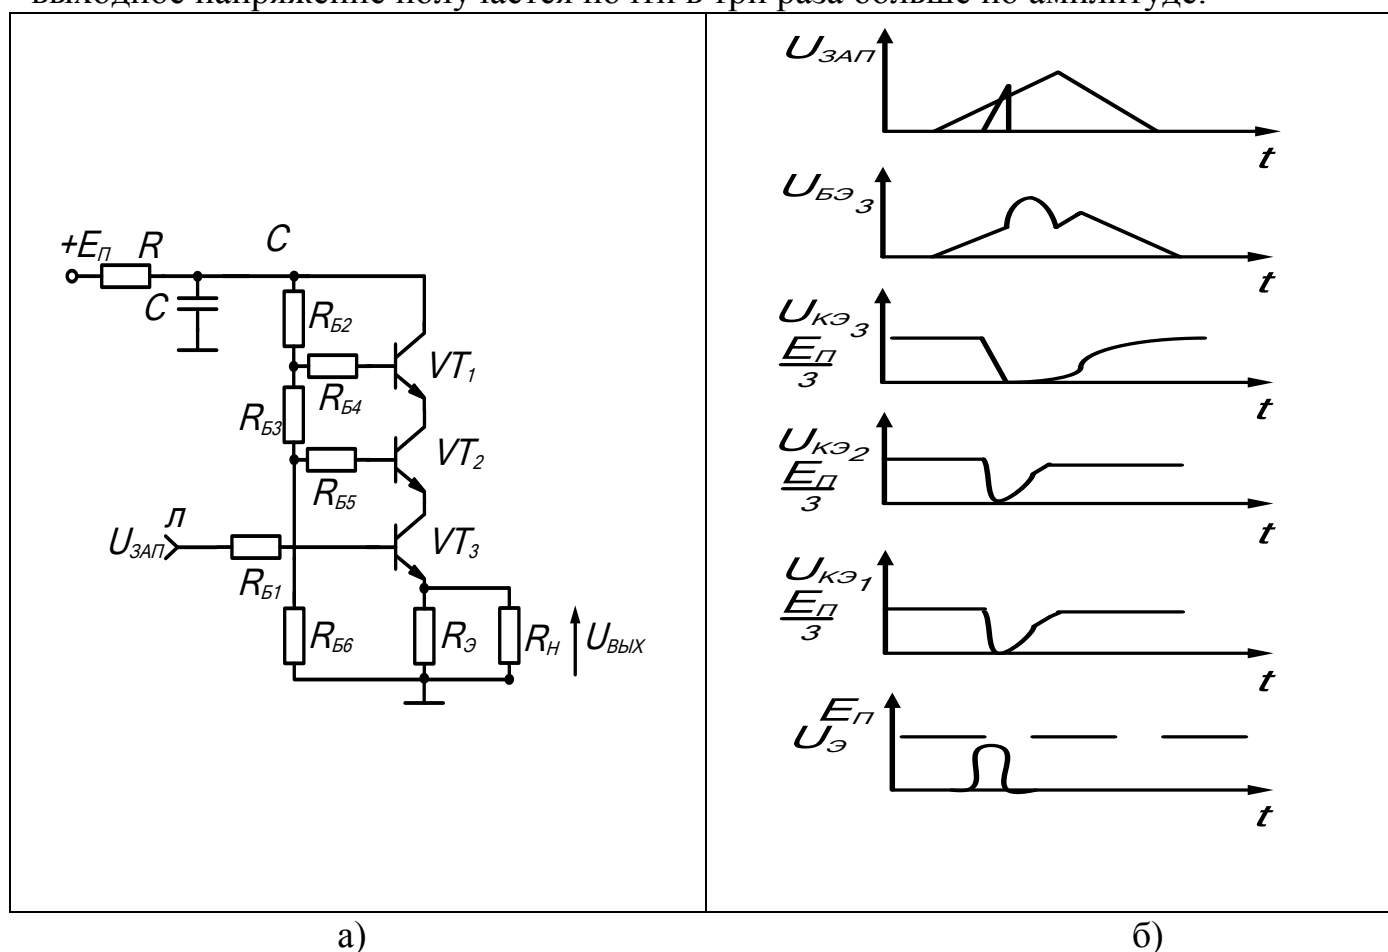 выходное напряжение получается почти в три раза больше по амплитуде.
+EП R C
C
RБ2
RБ4
VT1
RБ3
RБ5
VT2
UЗАП Л
RБ1
VT3
RБ6
RЭ
RН
UВЫХ
а)
UЗАП
t
UБЭ3
t
UКЭ3
EП
3
t
UКЭ2
EП
3
t
UКЭ1
EП
3
t
EП
UЭ
t
б)